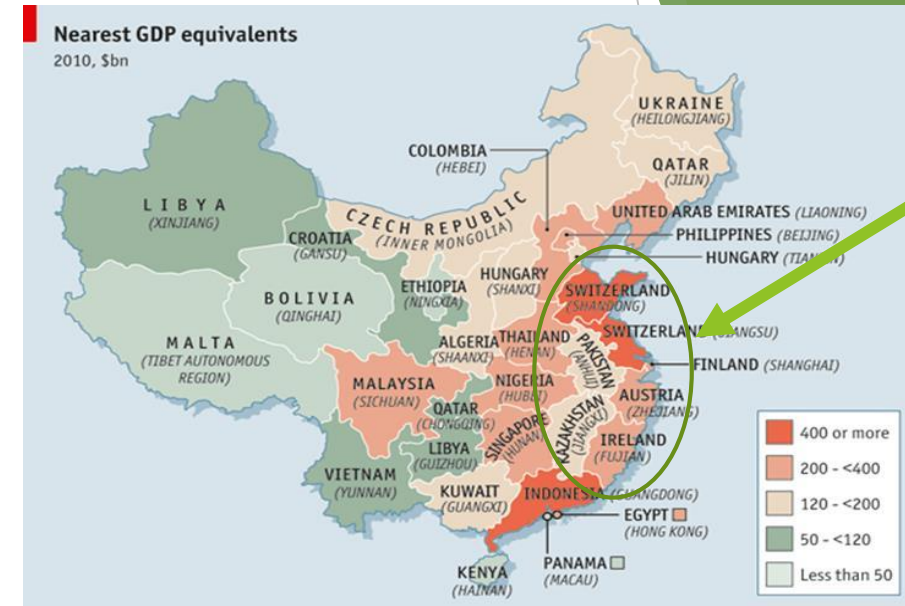 Nearest GDP equivalents
2010, $bn
UKRAINE
(HEILONGJIANG)
COLOMBIA
(HEBEI)
QATAR
(JILIN)
LIBYA
(XINJIANG)
CZECH REPUBLIC
(INNER MONGOLIA)
UNITED ARAB EMIRATES (LIAONING)
PHILIPPINES (BEIJING)
HUNGARY (TIANJIN)
CROATIA
(GANSU)
ETHIOPIA
(NINGXIA)
HUNGARY
(SHANXI)
SWITZERLAND
(SHANDONG)
BOLIVIA
(QINGHAI)
MALTA
(TIBET AUTONOMOUS
REGION)
ALGERIA
(SHAANXI)
THAILAND
(HENAN)
PAKISTAN
(ANHUI)
SWITZERLAND (JIANGSU)
FINLAND (SHANGHAI)
MALAYSIA
(SICHUAN)
QATAR
(CHONGQING)
NIGERIA
(HUBEI)
AUSTRIA
(ZHEJIANG)
SINGAPORE
(HUNAN)
KAZAKHSTAN
(JIANGXI)
IRELAND
(FUJIAN)
LIBYA
(GUIZHOU)
VIETNAM
(YUNNAN)
KUWAIT
(GUANGXI)
INDONESIA (GUANGDONG)
EGYPT
(HONG KONG)
PANAMA
(MACAU)
KENYA
(HAINAN)
400 or more
200 - <400
120 - <200
50 - <120
Less than 50